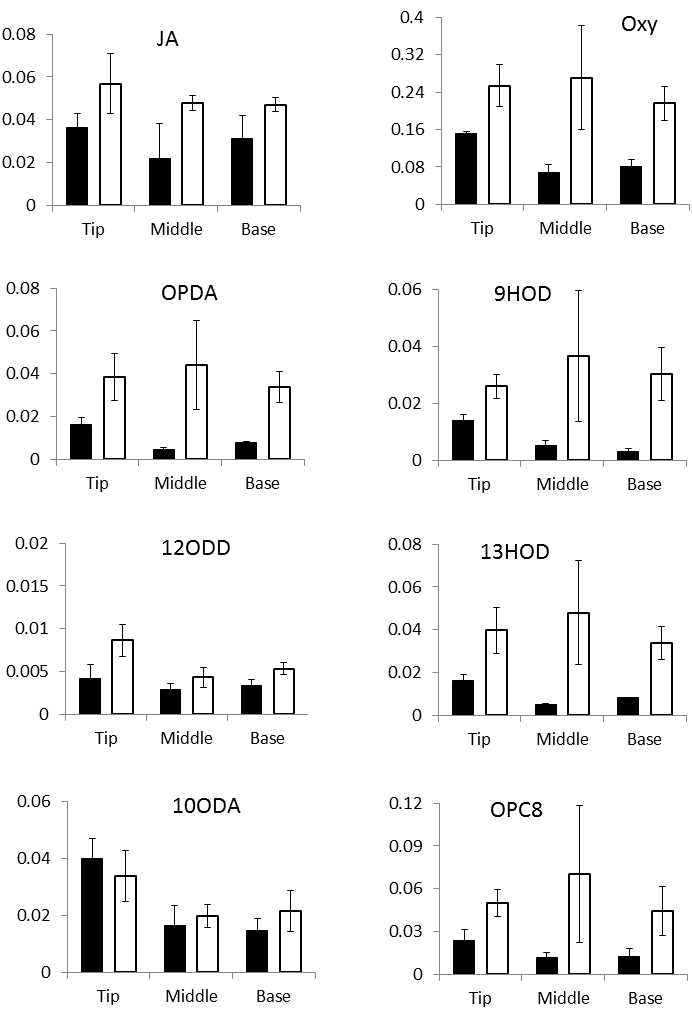 JA
0.08
0.06
0.04
0.02
0
Tip Middle Base
Oxy
0.4
0.32
0.24
0.16
0.08
0
Tip Middle Base
OPDA
0.08
0.06
0.04
0.02
0
Tip Middle Base
9HOD
0.06
0.04
0.02
0
Tip Middle Base
12ODD
0.02
0.015
0.01
0.005
0
Tip Middle Base
13HOD
0.08
0.06
0.04
0.02
0
Tip Middle Base
10ODA
0.06
0.04
0.02
0
Tip Middle Base
OPC8
0.12
0.09
0.06
0.03
0
Tip Middle Base